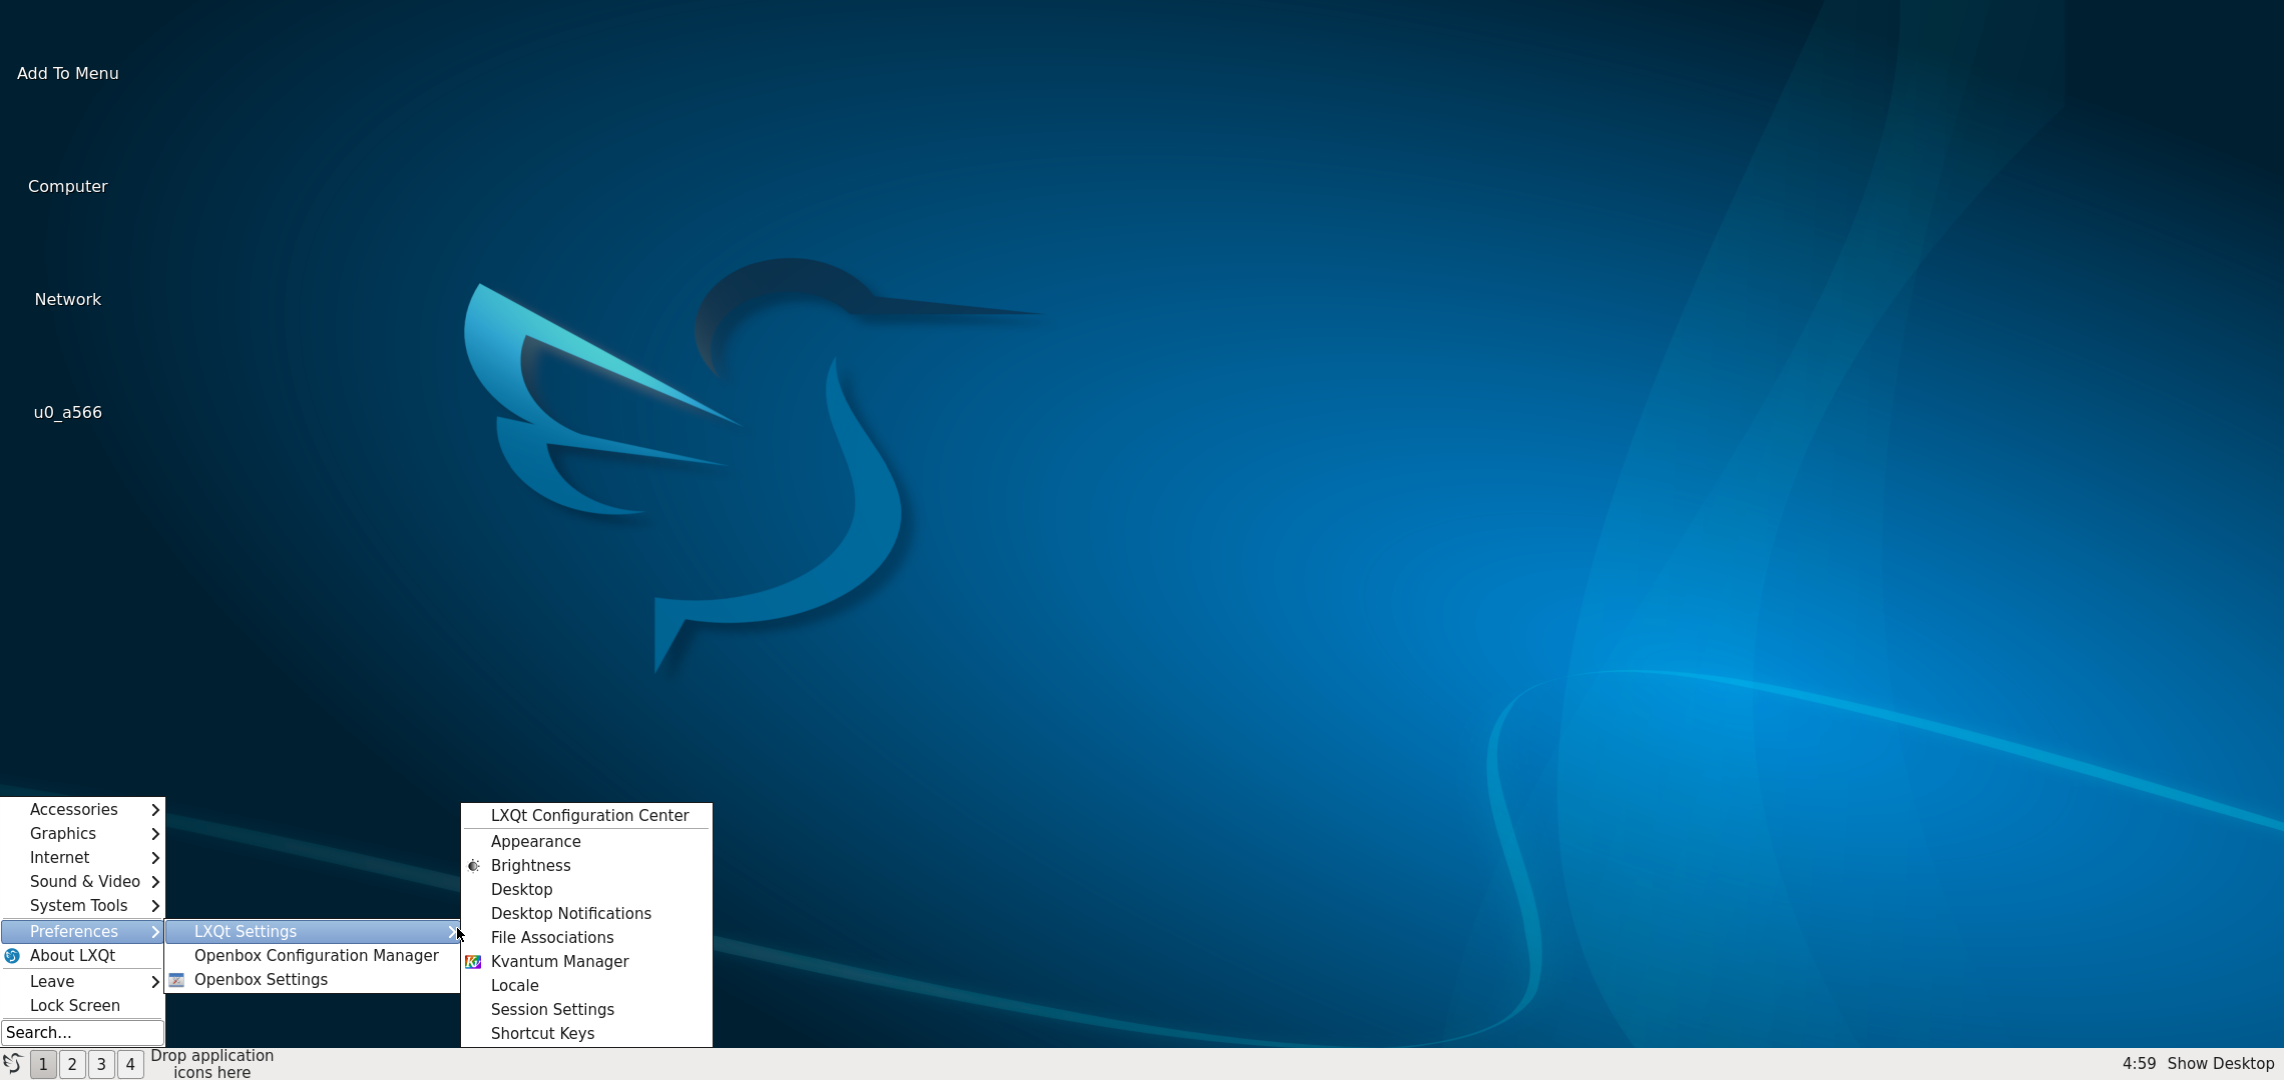 Add To Menu
Computer
Network
u0_a566
Accessories
Graphics
Internet
Sound & Video
System Tools
Preferences
About LXQt
Leave
Lock Screen
Search...
LXQt Settings
Openbox Configuration Manager
Openbox Settings
LXQt Configuration Center
Appearance
Brightness
Desktop
Desktop Notifications
File Associations
Kvantum Manager
Locale
Session Settings
Shortcut Keys
1 2 3 4
Drop application
icons here
4:59 Show Desktop